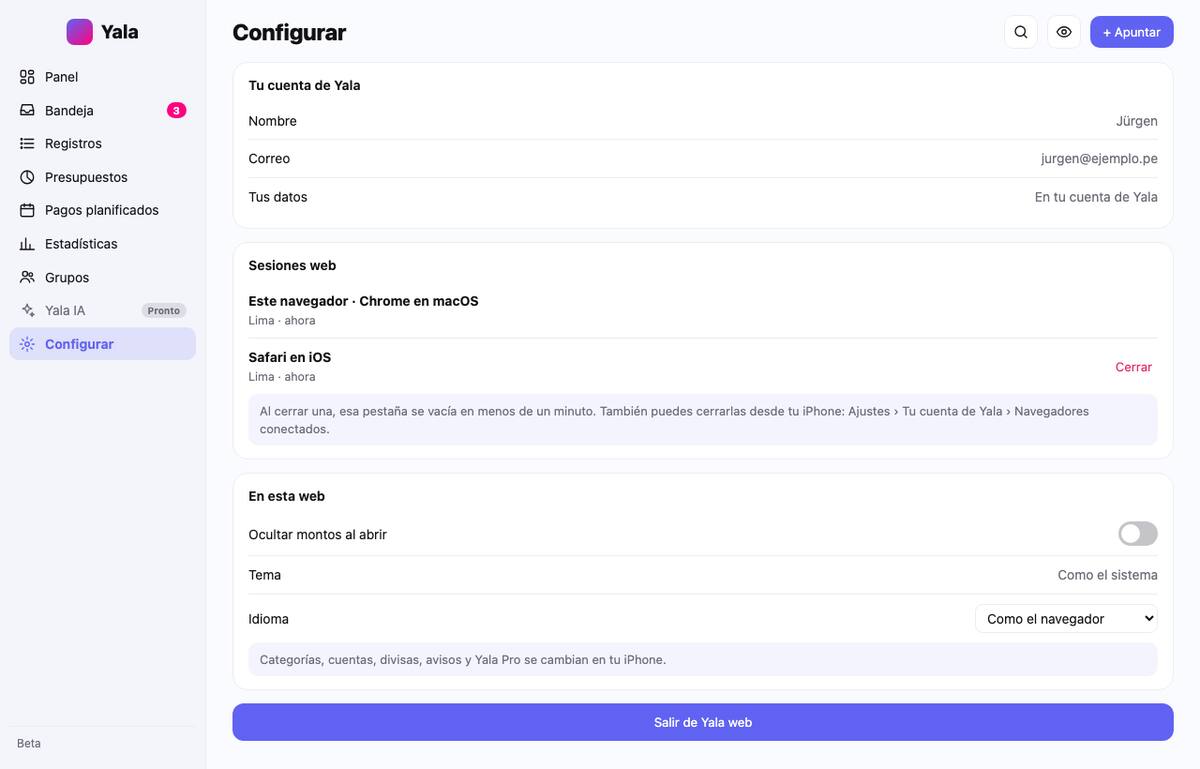 Yala
Panel
Bandeja 3
Registros
Presupuestos
Pagos planificados
Estadísticas
Grupos
Yala IA Pronto
Configurar
Beta
Configurar
+ Apuntar
Tu cuenta de Yala
Nombre Jürgen
Correo jurgen@ejemplo.pe
Tus datos En tu cuenta de Yala
Sesiones web
Este navegador · Chrome en macOS
Lima · ahora
Safari en iOS
Lima · ahora
Cerrar
Al cerrar una, esa pestaña se vacía en menos de un minuto. También puedes cerrarlas desde tu iPhone: Ajustes › Tu cuenta de Yala › Navegadores
conectados.
En esta web
Ocultar montos al abrir
Tema Como el sistema
Idioma Como el navegador
Categorías, cuentas, divisas, avisos y Yala Pro se cambian en tu iPhone.
Salir de Yala web